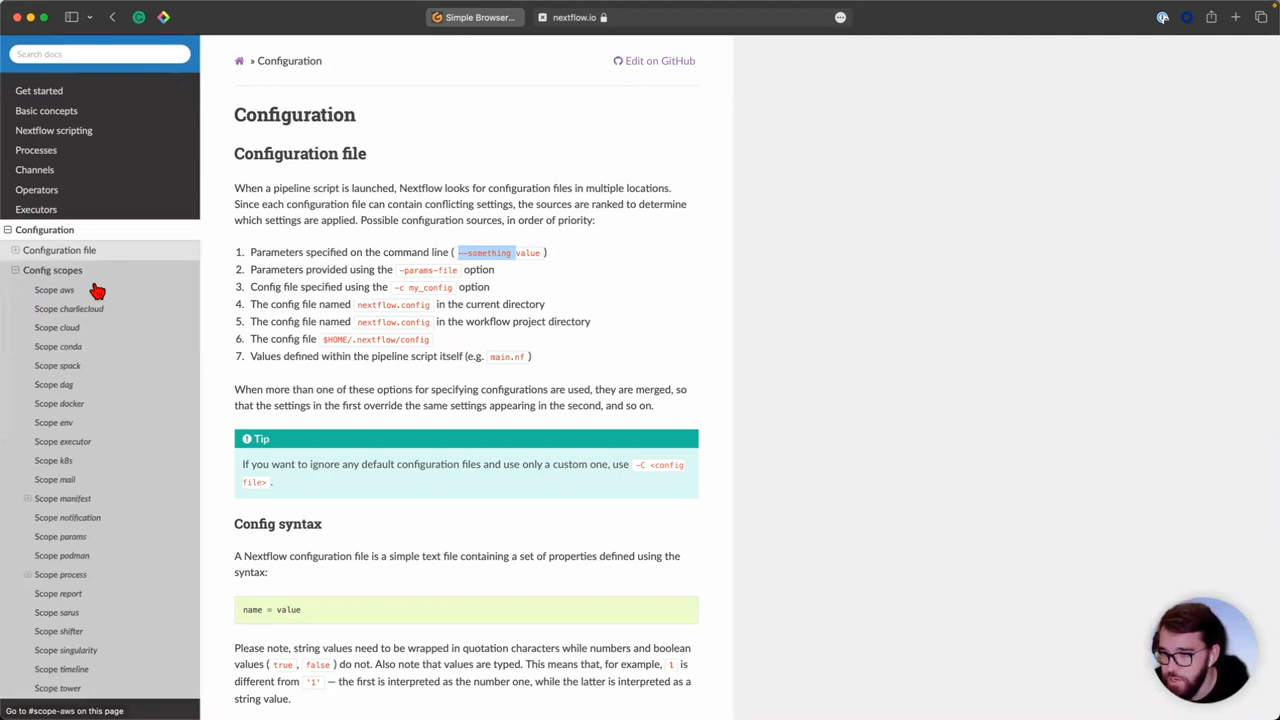 Simple Browser...
nextflow.io
Search docs
Get started
Basic concepts
Nextflow scripting
Processes
Channels
Operators
Executors
Configuration
Configuration file
Config scopes
Scope aws
Scope charliecloud
Scope cloud
Scope conda
Scope spack
Scope dag
Scope docker
Scope env
Scope executor
Scope k8s
Scope mail
Scope manifest
Scope notification
Scope params
Scope podman
Scope process
Scope report
Scope sarus
Scope shifter
Scope singularity
Scope timeline
Scope tower
Go to #scope-aws on this page
» Configuration
Edit on GitHub
Configuration
Configuration file
When a pipeline script is launched, Nextflow looks for configuration files in multiple locations.
Since each configuration file can contain conflicting settings, the sources are ranked to determine
which settings are applied. Possible configuration sources, in order of priority:
1. Parameters specified on the command line ( --something value )
2. Parameters provided using the -params-file option
3. Config file specified using the -c my_config option
4. The config file named nextflow.config in the current directory
5. The config file named nextflow.config in the workflow project directory
6. The config file $HOME/.nextflow/config
7. Values defined within the pipeline script itself (e.g. main.nf )
When more than one of these options for specifying configurations are used, they are merged, so
that the settings in the first override the same settings appearing in the second, and so on.
Tip
If you want to ignore any default configuration files and use only a custom one, use -C <config
file> .
Config syntax
A Nextflow configuration file is a simple text file containing a set of properties defined using the
syntax:
name = value
Please note, string values need to be wrapped in quotation characters while numbers and boolean
values ( true , false ) do not. Also note that values are typed. This means that, for example, 1 is
different from '1' — the first is interpreted as the number one, while the latter is interpreted as a
string value.